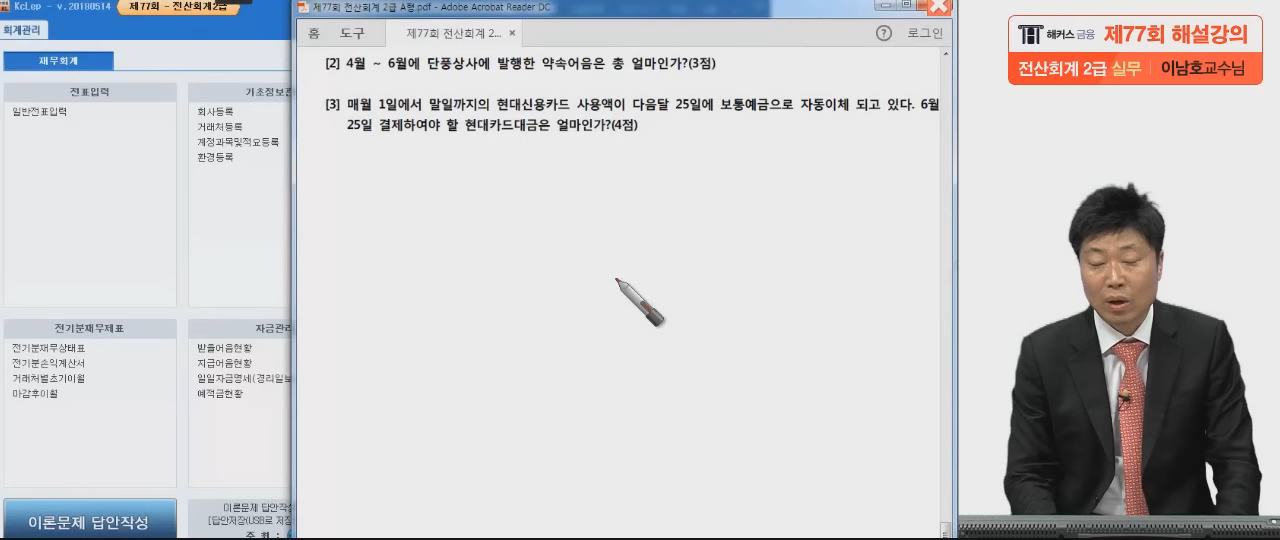 KcLep - v.20180514
제77회 - 전산회계2급
제77회 전산회계 2급 A형.pdf - Adobe Acrobat Reader DC
회계관리
홈
도구
제77회 전산회계 2... ×
?
로그인
재무회계
[2] 4월 ~ 6월에 단풍상사에 발행한 약속어음은 총 얼마인가?(3점)
[3] 매월 1일에서 말일까지의 현대신용카드 사용액이 다음달 25일에 보통예금으로 자동이체 되고 있다. 6월
25일 결제하여야 할 현대카드대금은 얼마인가?(4점)
전표입력
일반전표입력
기초정보관
회사등록
거래처등록
계정과목및적요등록
환경등록
전기분재무제표
전기분재무상태표
전기분손익계산서
거래처별초기이월
마감후이월
자금관리
받을어음현황
지급어음현황
일일자금명세(경리일보
예적금현황
이론문제 답안작성
이론문제 답안작성
[답안저장(USB로 저장
주 회 :
해커스 금융 제77회 해설강의
전산회계 2급 실무 이남호교수님